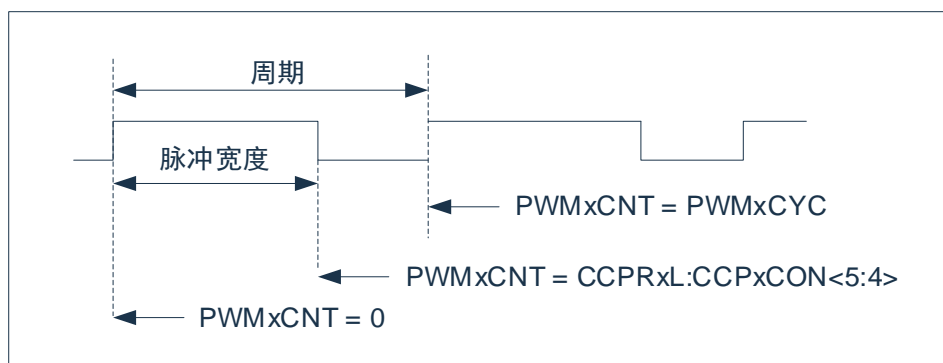 周期
脉冲宽度
PWMxCNT = PWMxCYC
PWMxCNT = CCPRxL:CCPxCON<5:4>
PWMxCNT = 0